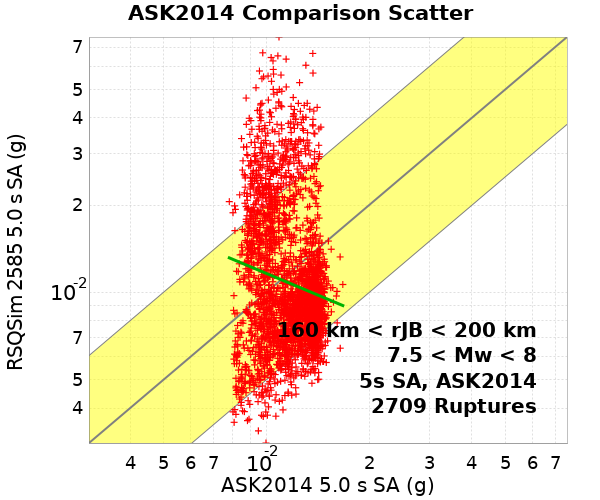 ASK2014 Comparison Scatter
RSQSim 2585 5.0 s SA (g)
7
5
4
3
2
10-2
7
5
4
160 km < rJB < 200 km
7.5 < Mw < 8
5s SA, ASK2014
2709 Ruptures
4 5 6 7 10-2 2 3 4 5 6 7
ASK2014 5.0 s SA (g)